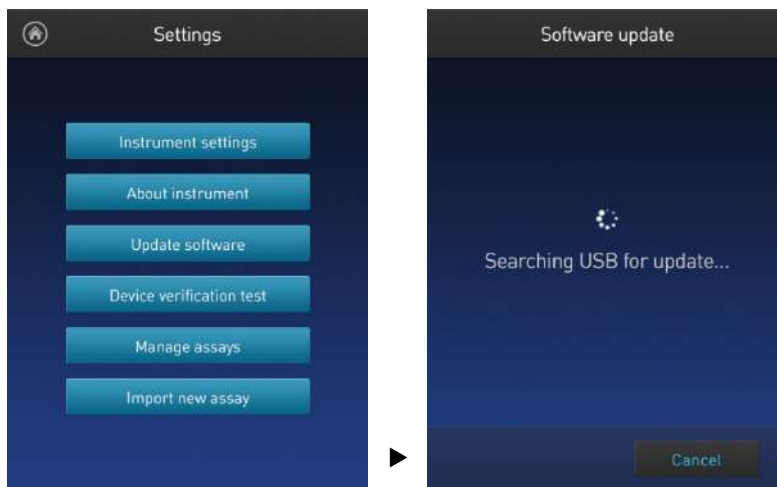 Settings
Instrument settings
About instrument
Update software
Device verification test
Manage assays
Import new assay
Software update
Searching USB for update...
Cancel